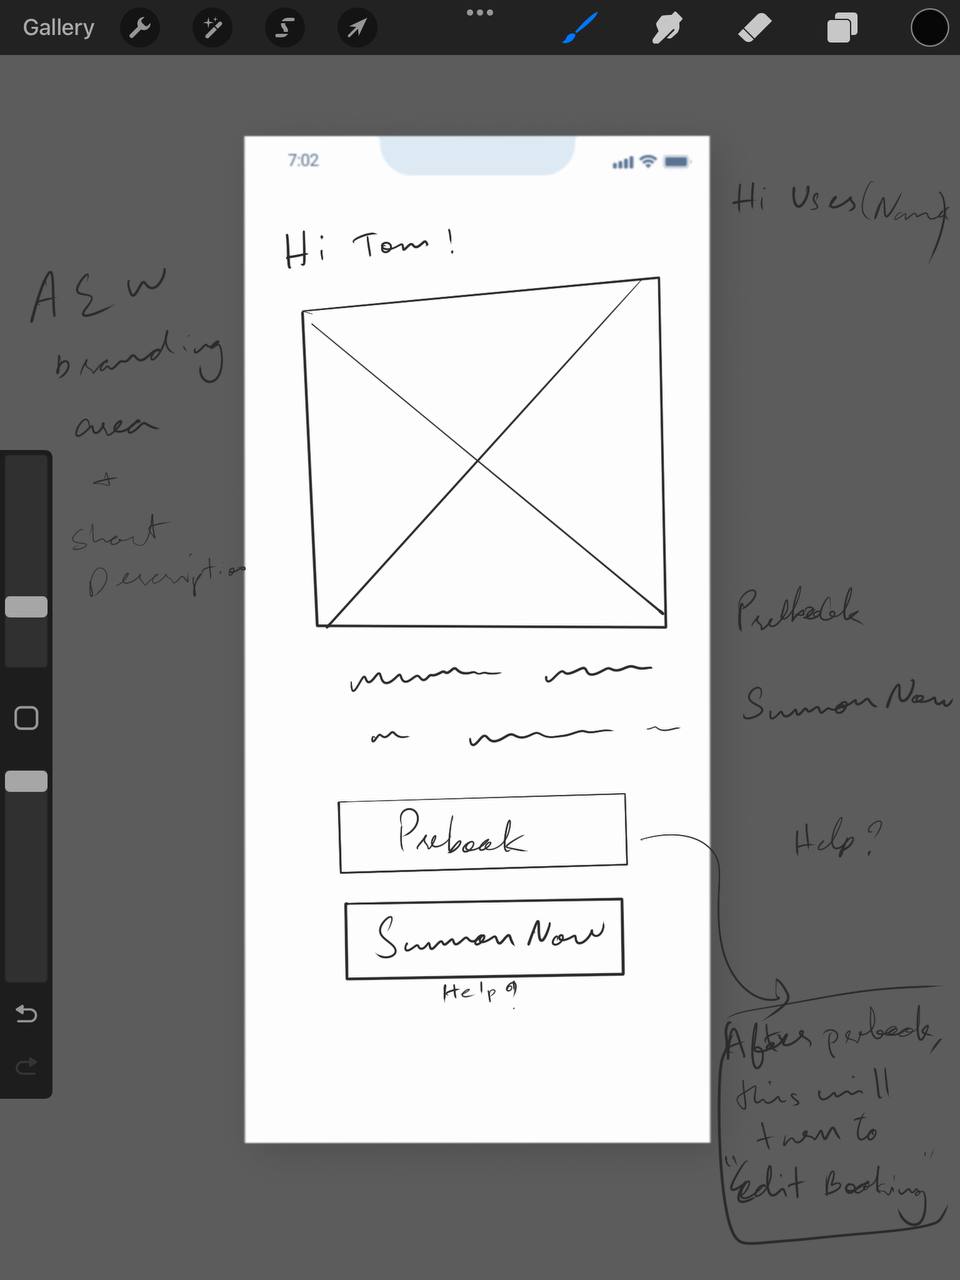 Gallery
7:02
Hi Tom!
Hi User (Name)
A & W
branding
area
+
Short
Description
Prebook
Summon Now
Help?
Prebook
Summon Now
Help?
After prebook,
this will
turn to
"Edit Booking"